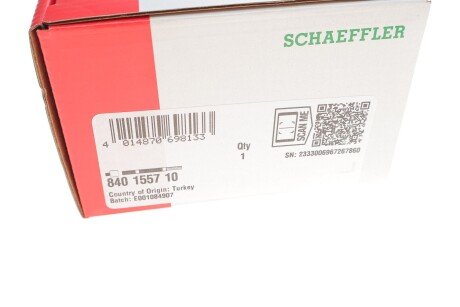 SCHAEFFLER
4 014870 698133
Qty
1
SCAN ME
SN: 2333006967267860
840 1557 10
Country of Origin: Turkey
Batch: E001084907